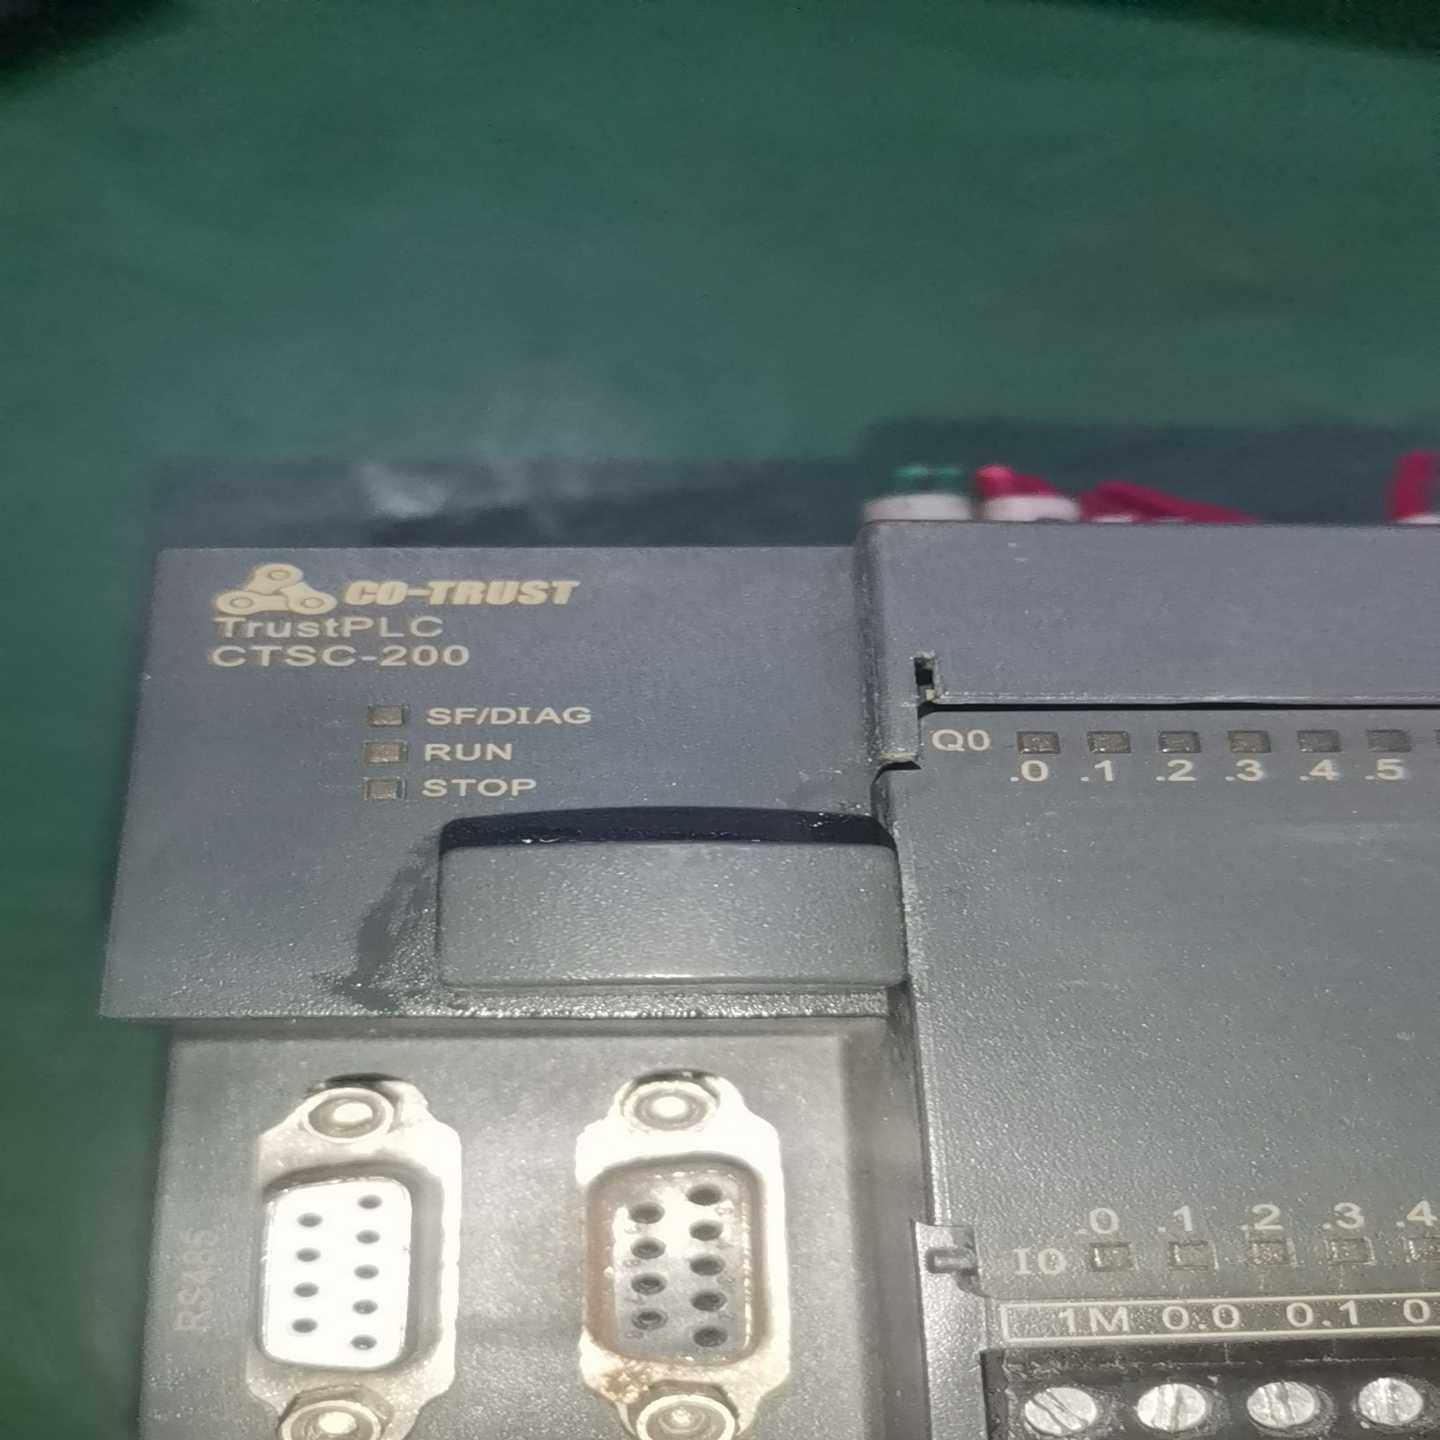 CO-TRUST
TrustPLC
CTSC-200
SF/DIAG
RUN
STOP
Q0
.0 .1 .2 .3 .4 .5
RS485
.0 .1 .2 .3 .4
I0
1M 0.0 0.1 0